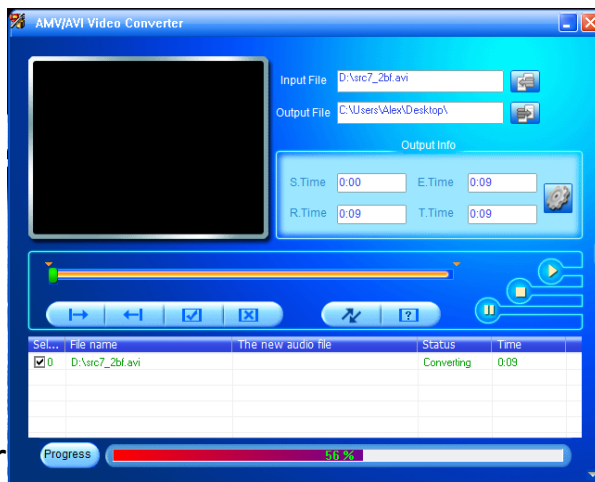 AMV/AVI Video Converter
Input File D:\src7_2bf.avi
Output File C:\Users\Alex\Desktop\
Output Info
S.Time 0:00 E.Time 0:09
R.Time 0:09 T.Time 0:09
Sel... File name The new audio file Status Time
0 D:\src7_2bf.avi Converting 0:09
Progress 56 %